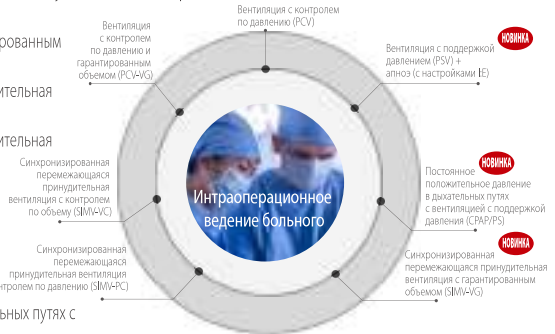 Вентиляция с контролем
по давлению (PCV)
Вентиляция
с контролем
по давлению и
гарантированным
объемом (PCV-VG)
НОВИНКА
Вентиляция с поддержкой
давлением (PSV) +
апноэ (с настройками I:E)
рованным
ительная
ительная
Синхронизированная
перемежающаяся
принудительная
вентиляция с контролем
по объему (SIMV-VC)
Интраоперационное
ведение больного
НОВИНКА
Постоянное
положительное давление
в дыхательных путях
с вентиляцией с поддержкой
давления (CPAP/PS)
Синхронизированная
перемежающаяся
принудительная вентиляция
нтролем по давлению (SIMV-PC)
НОВИНКА
Синхронизированная
перемежающаяся принудительная
вентиляция с гарантированным
объемом (SIMV-VG)
льных путях с